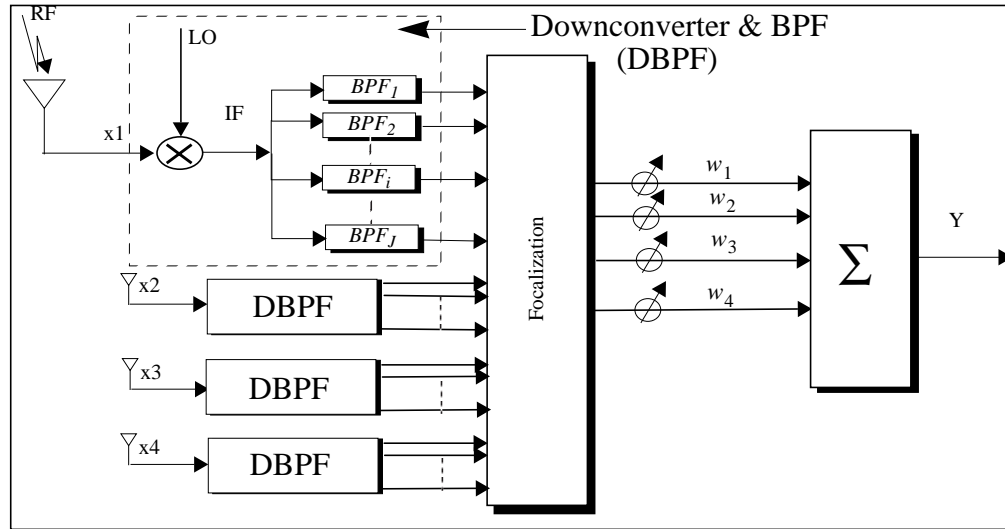 RF
LO
Downconverter & BPF
(DBPF)
x1
IF
BPF1
BPF2
BPFi
BPFJ
Focalization
w1
w2
w3
w4
Σ
Y
x2
DBPF
x3
DBPF
x4
DBPF